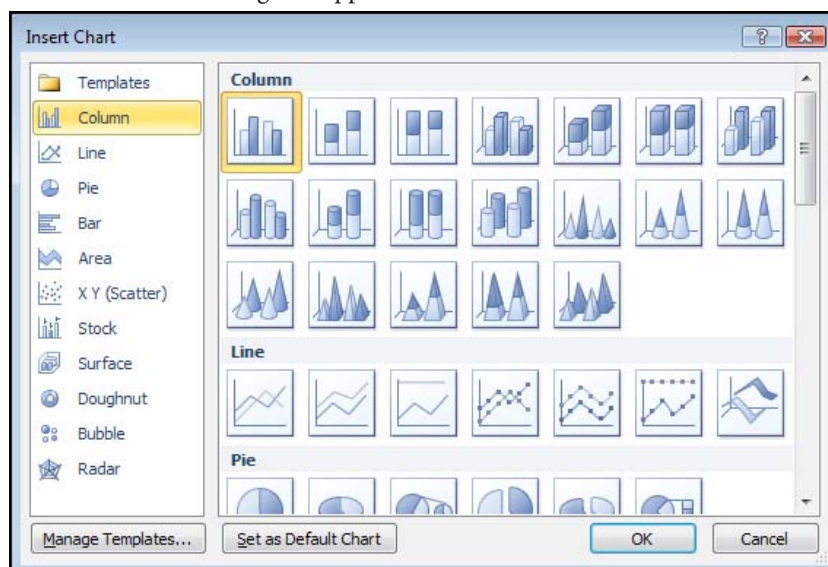 Insert Chart
Templates
Column
Line
Pie
Bar
Area
X Y (Scatter)
Stock
Surface
Doughnut
Bubble
Radar
Column
Line
Pie
Manage Templates...
Set as Default Chart
OK
Cancel